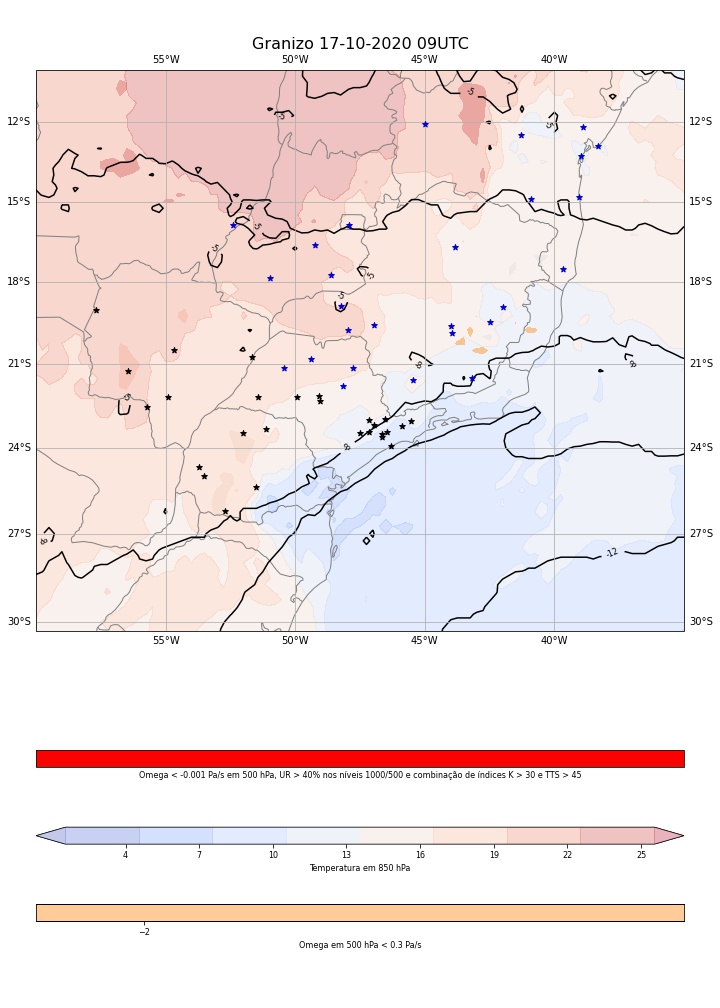 Granizo 17-10-2020 09UTC
55°W 50°W 45°W 40°W
12°S 12°S
15°S 15°S
18°S 18°S
21°S 21°S
24°S 24°S
27°S 27°S
30°S 30°S
-5 -5 -5
-5 -5 -5 -5
-5
-8 -8
-8
-8
-12
55°W 50°W 45°W 40°W
Omega < -0.001 Pa/s em 500 hPa, UR > 40% nos níveis 1000/500 e combinação de índices K > 30 e TTS > 45
4 7 10 13 16 19 22 25
Temperatura em 850 hPa
−2
Omega em 500 hPa < 0.3 Pa/s